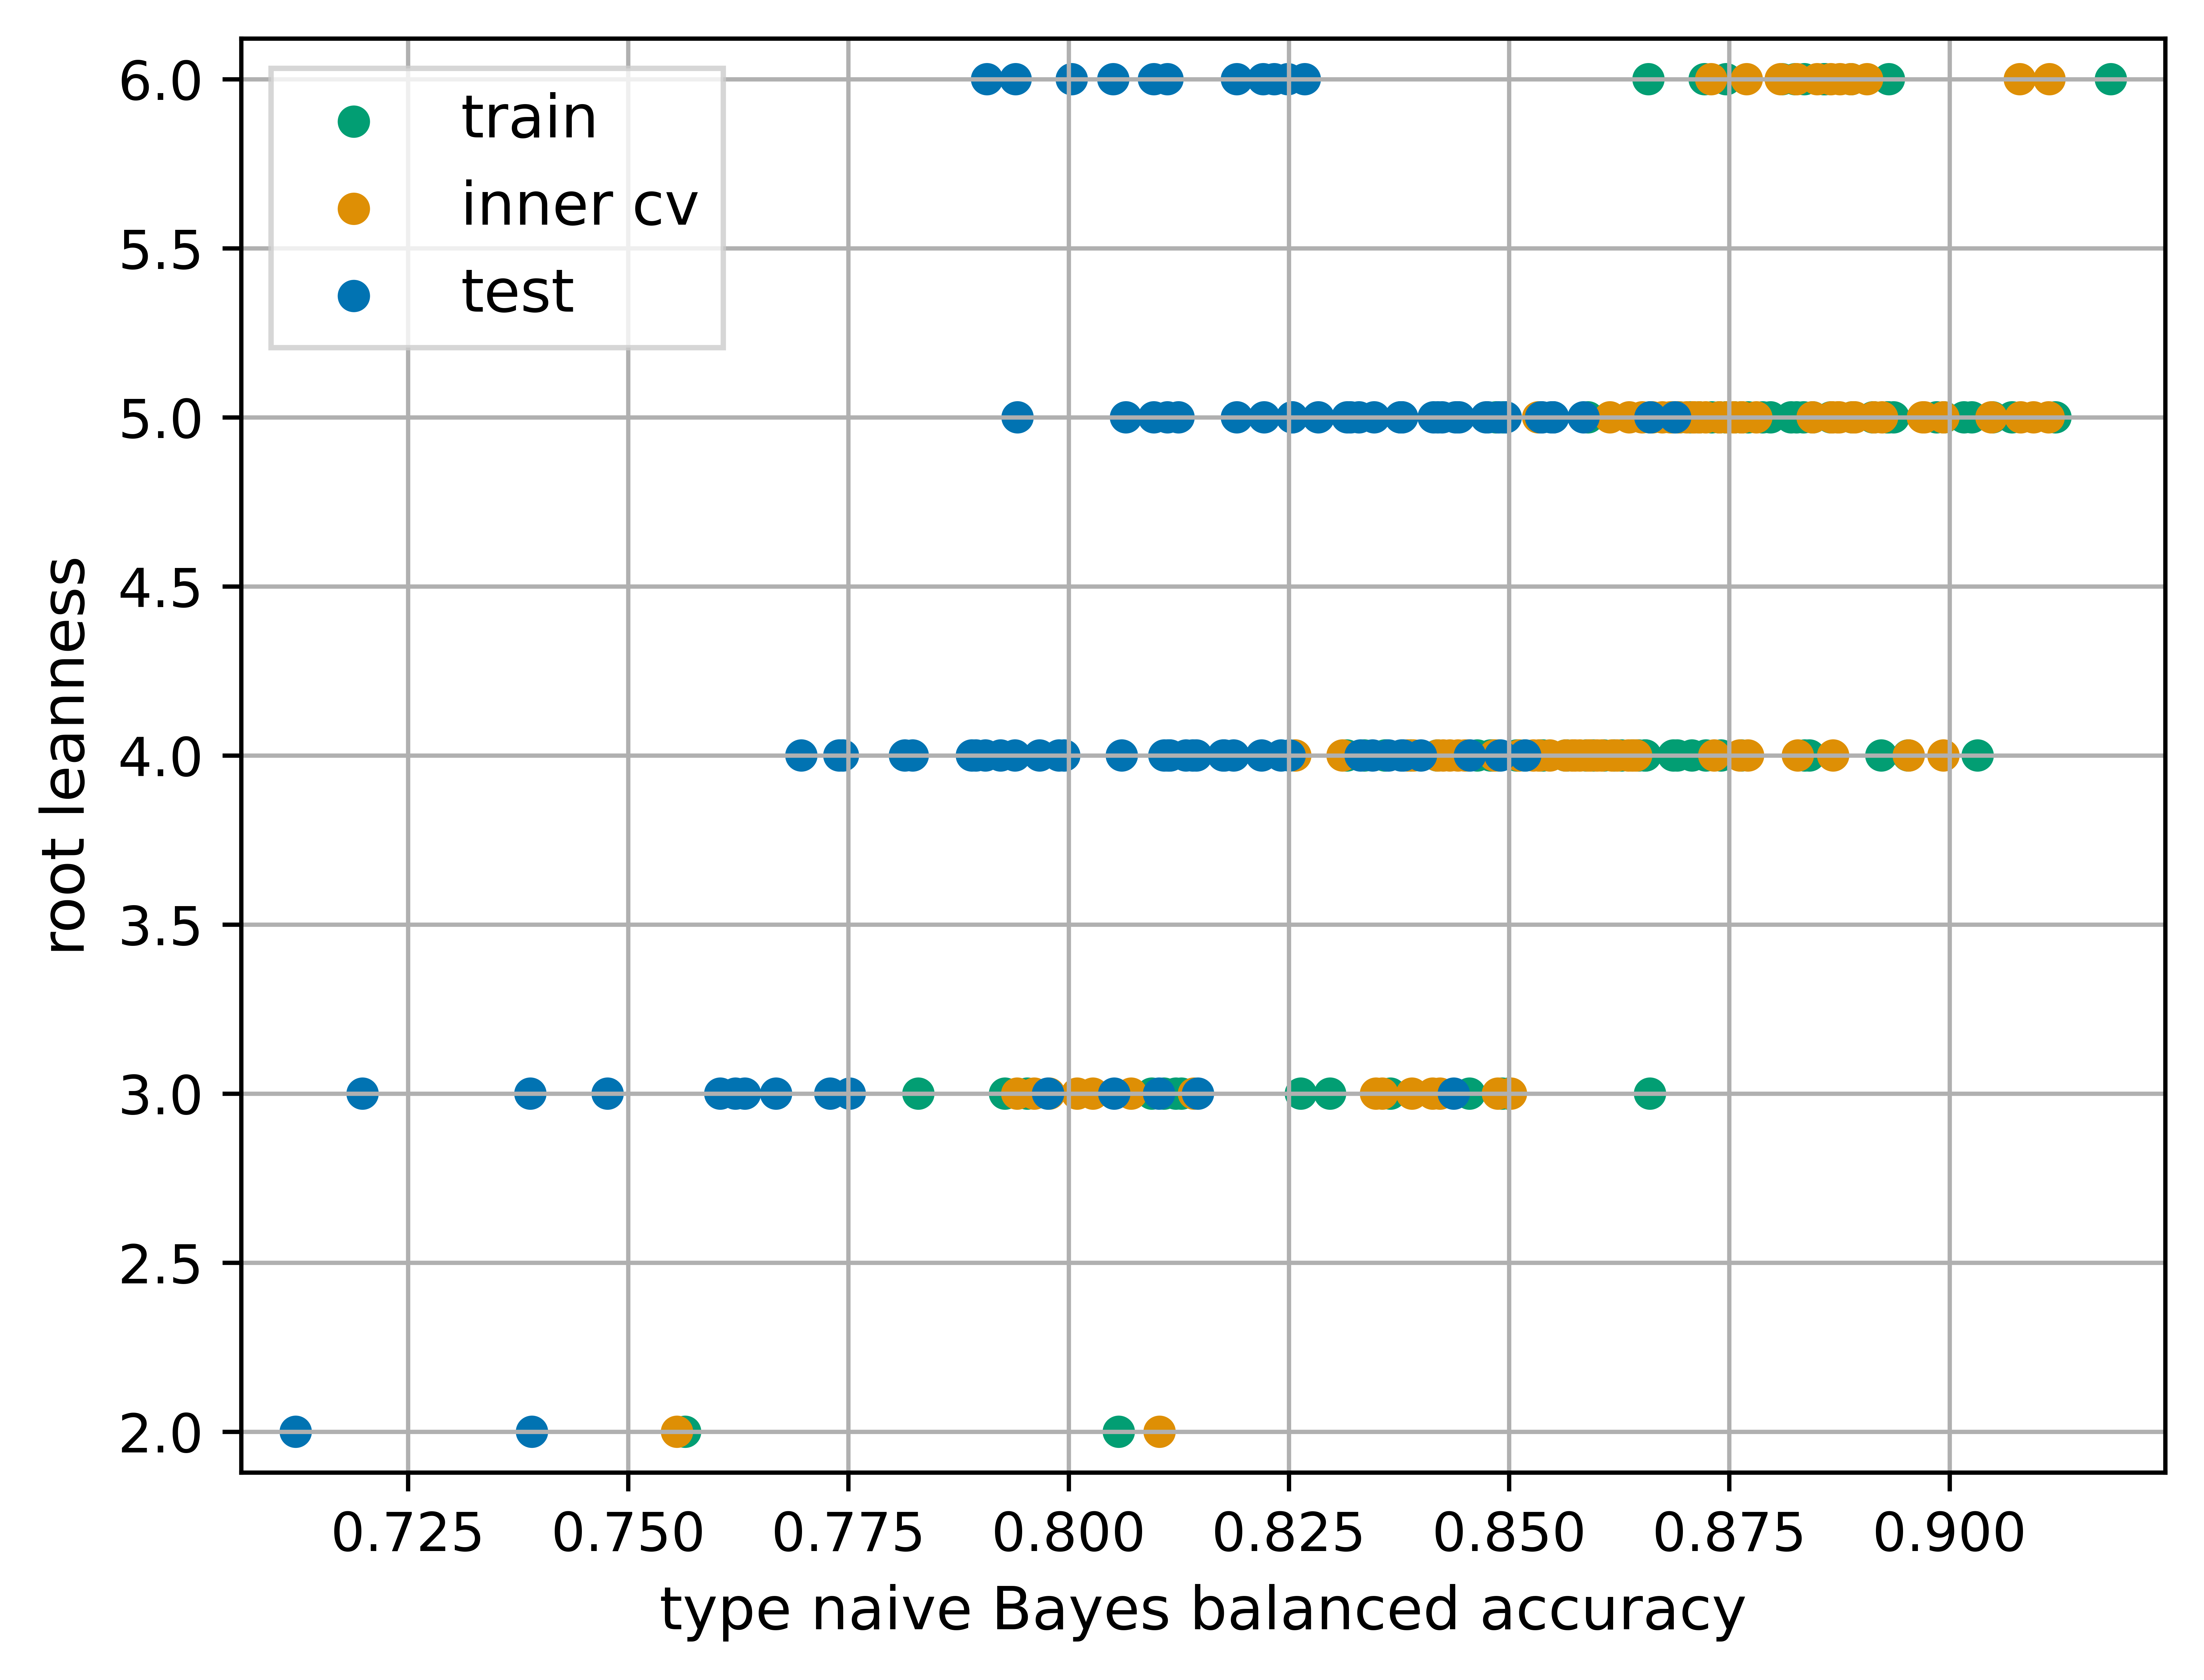 train
inner cv
test
6.0
5.5
5.0
4.5
4.0
3.5
3.0
2.5
2.0
root leanness
0.725 0.750 0.775 0.800 0.825 0.850 0.875 0.900
type naive Bayes balanced accuracy